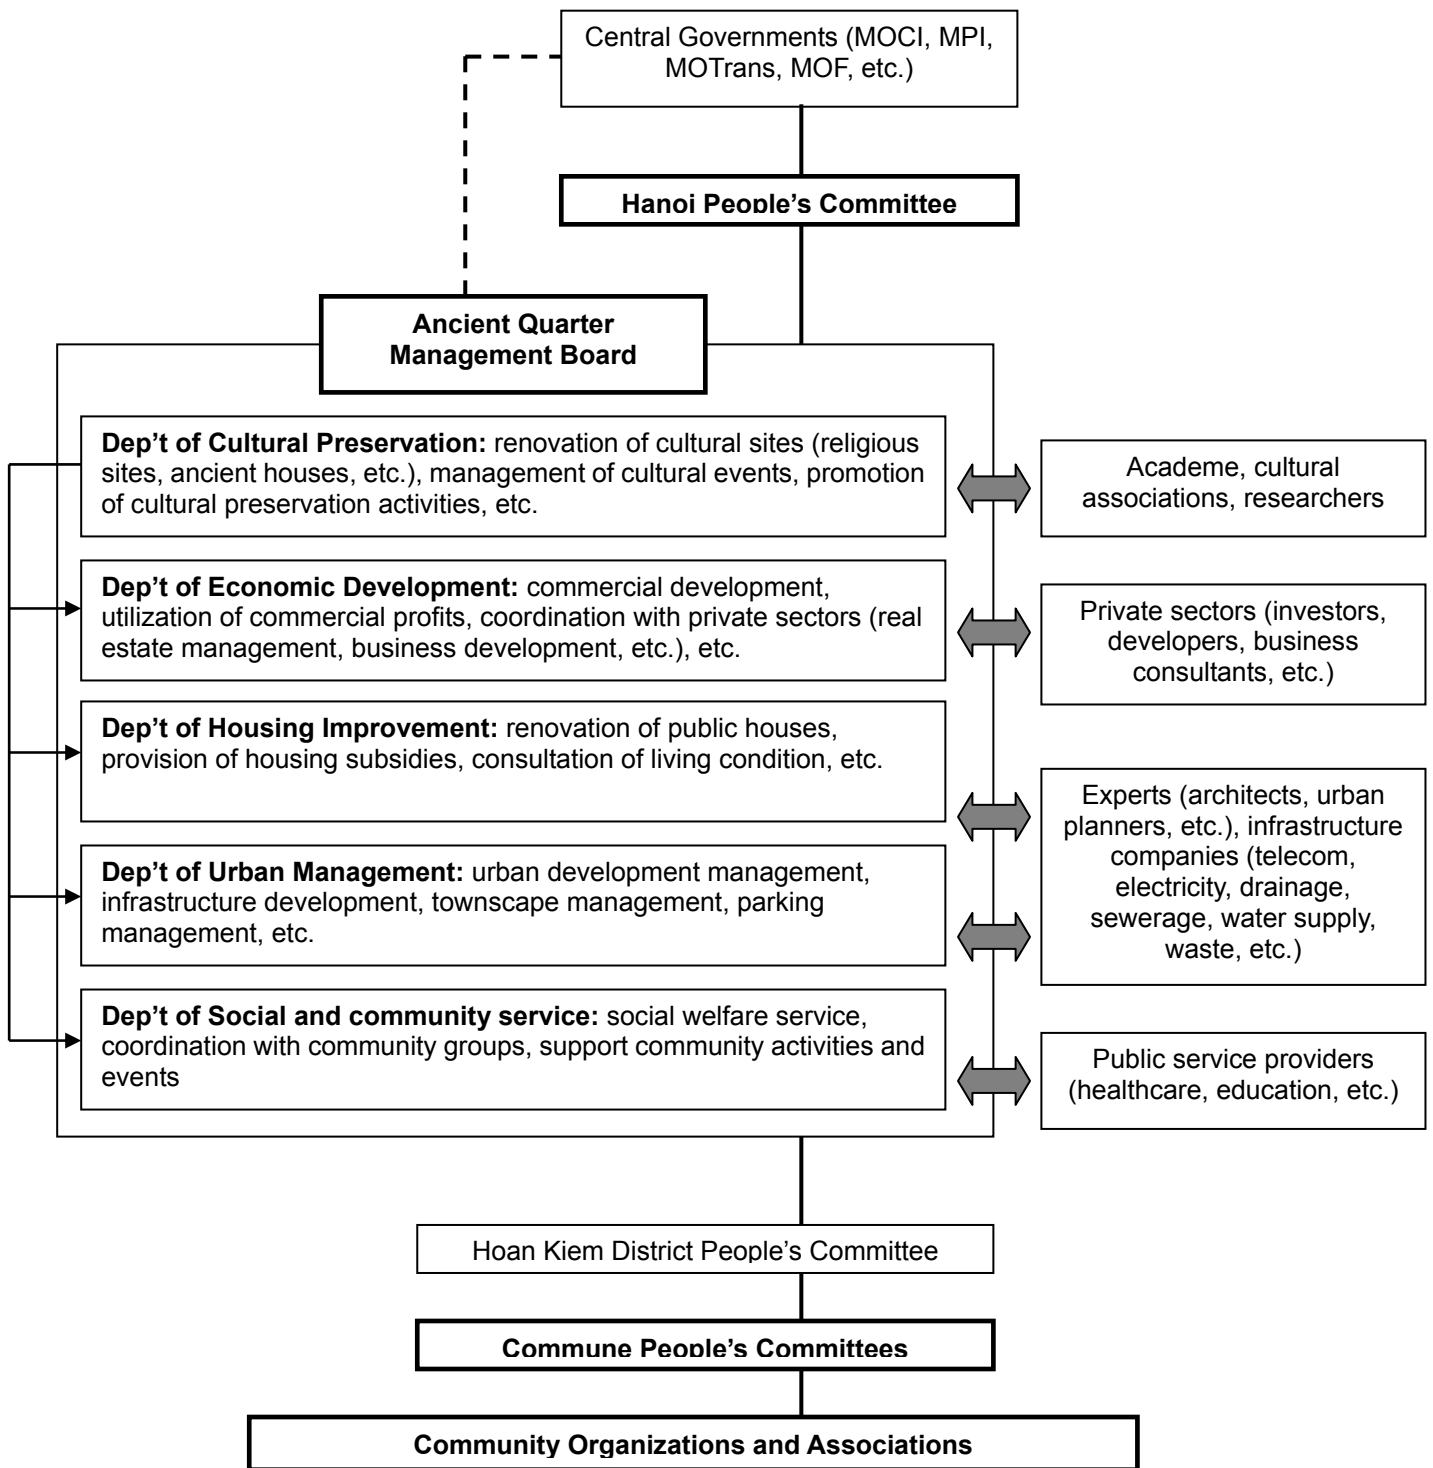 Central Governments (MOCI, MPI,
MOTrans, MOF, etc.)
Hanoi People’s Committee
Ancient Quarter
Management Board
Dep’t of Cultural Preservation: renovation of cultural sites (religious
sites, ancient houses, etc.), management of cultural events, promotion
of cultural preservation activities, etc.
Academe, cultural
associations, researchers
Dep’t of Economic Development: commercial development,
utilization of commercial profits, coordination with private sectors (real
estate management, business development, etc.), etc.
Private sectors (investors,
developers, business
consultants, etc.)
Dep’t of Housing Improvement: renovation of public houses,
provision of housing subsidies, consultation of living condition, etc.
Experts (architects, urban
planners, etc.), infrastructure
companies (telecom,
electricity, drainage,
sewerage, water supply,
waste, etc.)
Dep’t of Urban Management: urban development management,
infrastructure development, townscape management, parking
management, etc.
Dep’t of Social and community service: social welfare service,
coordination with community groups, support community activities and
events
Public service providers
(healthcare, education, etc.)
Hoan Kiem District People’s Committee
Commune People’s Committees
Community Organizations and Associations